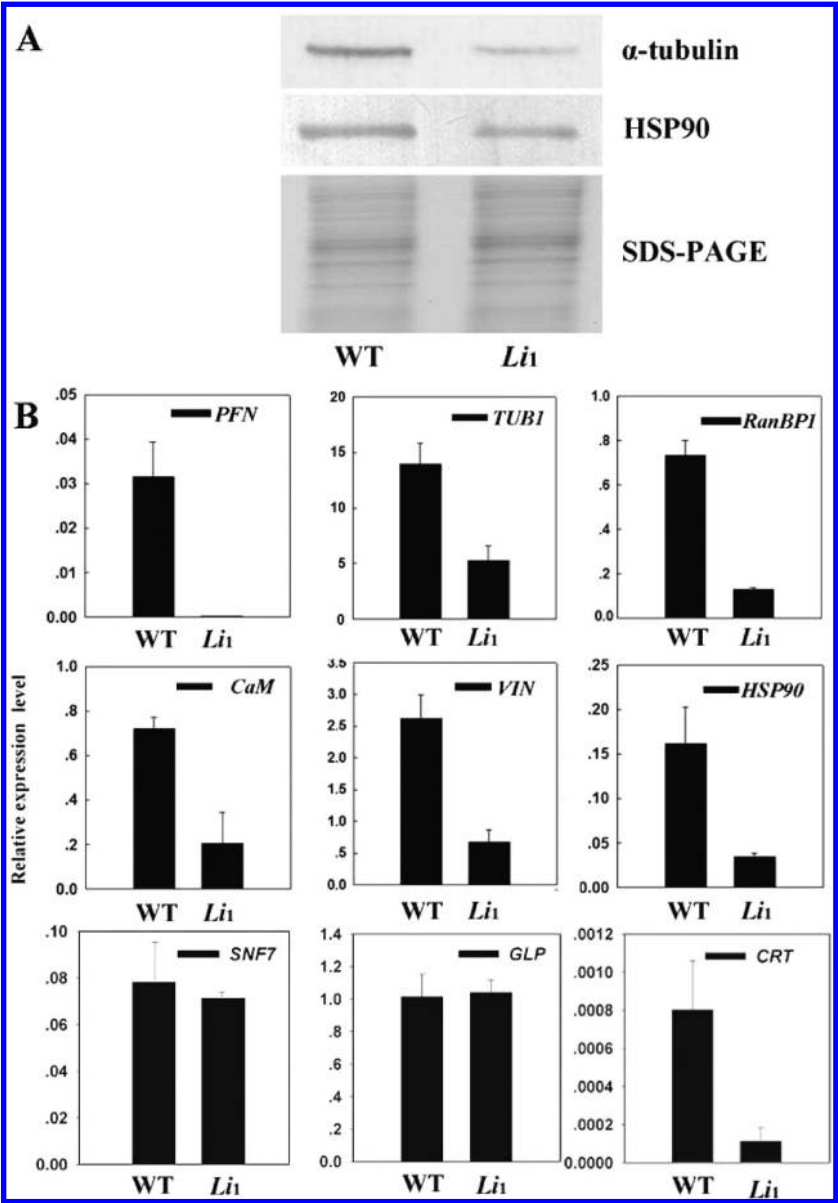 A
α-tubulin
HSP90
SDS-PAGE
WT Li1
B
Relative expression level
PFN
.05
.04
.03
.02
.01
0.00
WT Li1
TUB1
20
15
10
5
0
WT Li1
RanBP1
1.0
.8
.6
.4
.2
0.0
WT Li1
CaM
1.0
.8
.6
.4
.2
0.0
WT Li1
VIN
3.5
3.0
2.5
2.0
1.5
1.0
.5
0.0
WT Li1
HSP90
.25
.20
.15
.10
.05
0.00
WT Li1
SNF7
.10
.08
.06
.04
.02
0.00
WT Li1
GLP
1.4
1.2
1.0
.8
.6
.4
.2
0.0
WT Li1
CRT
.0012
.0010
.0008
.0006
.0004
.0002
0.0000
WT Li1